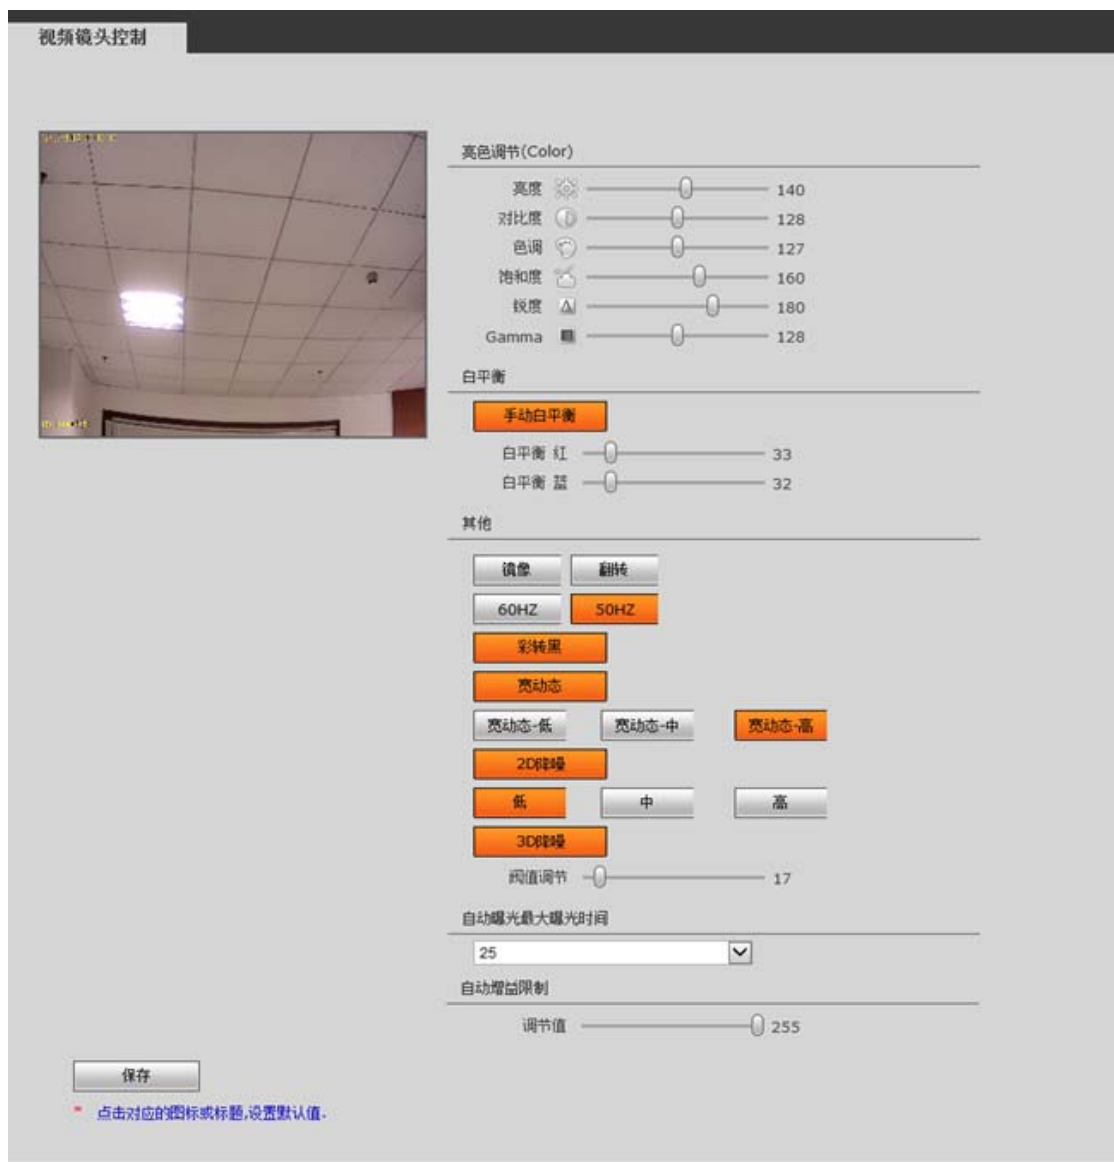 视频镜头控制
亮色调节(Color)
亮度 140
对比度 128
色调 127
饱和度 160
锐度 180
Gamma 128
白平衡
手动白平衡
白平衡 红 33
白平衡 蓝 32
其他
镜像 翻转
60HZ 50HZ
彩转黑
宽动态
宽动态-低 宽动态-中 宽动态-高
2D降噪
低 中 高
3D降噪
阀值调节 17
自动曝光最大曝光时间
25
自动增益限制
调节值 255
保存
* 点击对应的图标或标题,设置默认值.